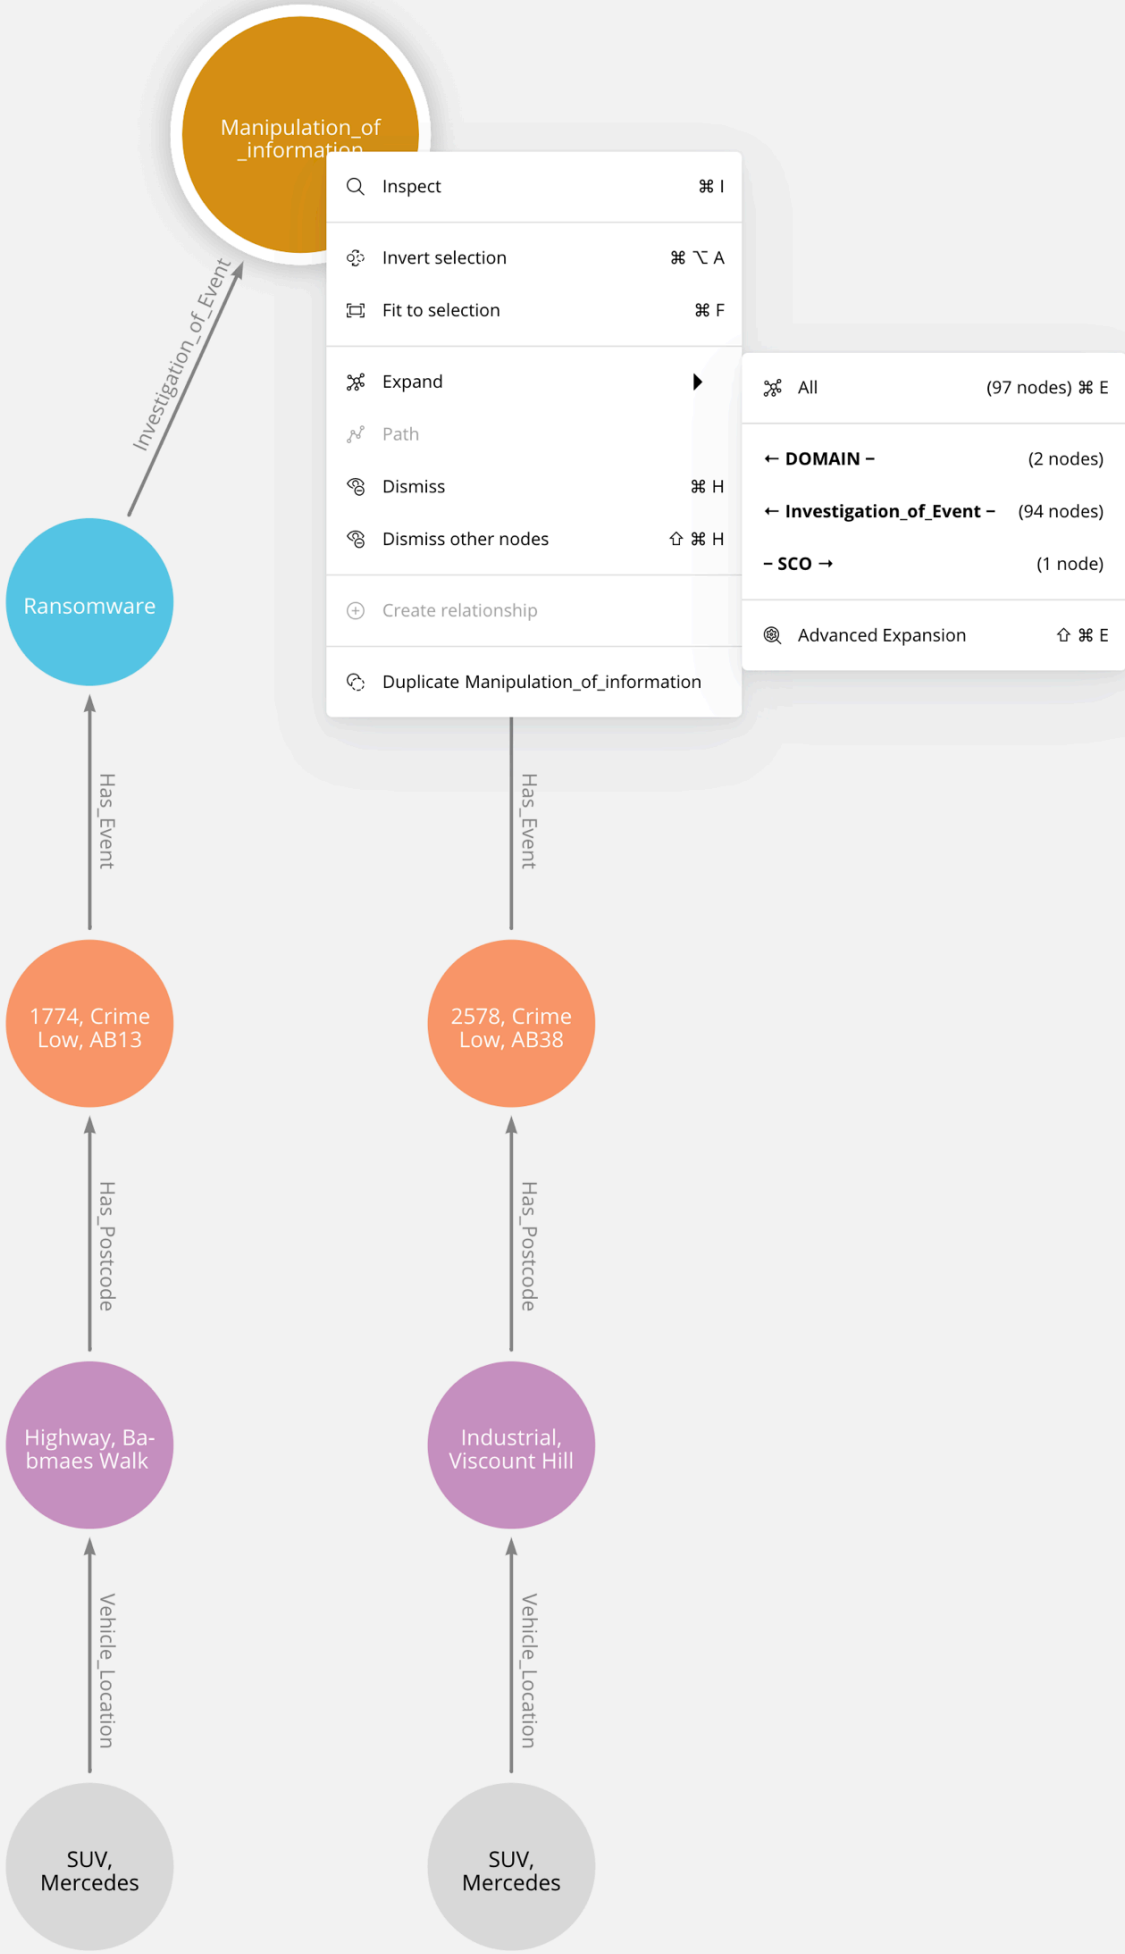 Manipulation_of
_information
Inspect ⌘ I
Invert selection ⌘ ⌥ A
Fit to selection ⌘ F
Expand
Path
Dismiss ⌘ H
Dismiss other nodes ⇧ ⌘ H
Create relationship
Duplicate Manipulation_of_information
All (97 nodes) ⌘ E
← DOMAIN – (2 nodes)
← Investigation_of_Event – (94 nodes)
– SCO → (1 node)
Advanced Expansion ⇧ ⌘ E
Investigation_of_Event
Ransomware
Has_Event
Has_Event
1774, Crime
Low, AB13
2578, Crime
Low, AB38
Has_Postcode
Has_Postcode
Highway, Ba-
bmaes Walk
Industrial,
Viscount Hill
Vehicle_Location
Vehicle_Location
SUV,
Mercedes
SUV,
Mercedes